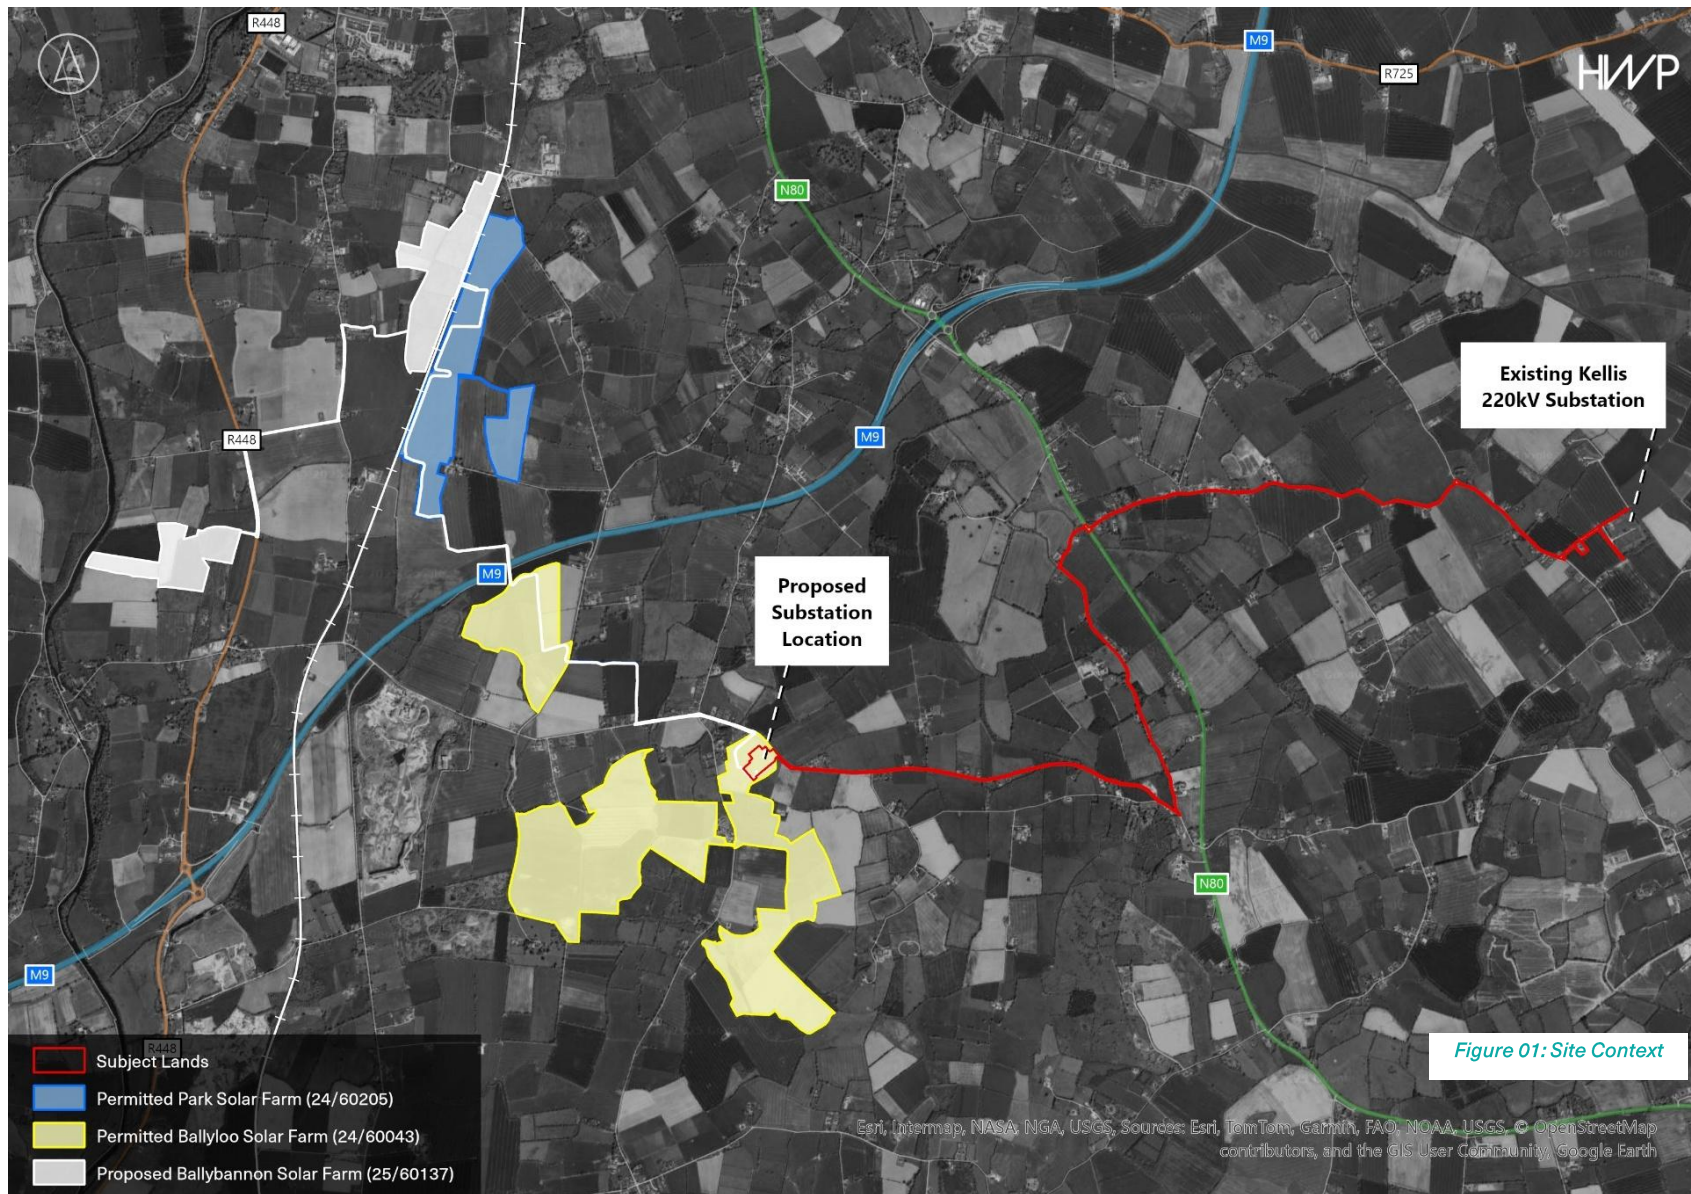 R448
M9
R725
HWP
N80
Existing Kellis
220kV Substation
M9
R448
M9
Proposed
Substation
Location
N80
M9
R448
Subject Lands
Permitted Park Solar Farm (24/60205)
Permitted Ballyloo Solar Farm (24/60043)
Proposed Ballybannon Solar Farm (25/60137)
Figure 01: Site Context
Esri, Intermap, NASA, NGA, USGS, Sources: Esri, TomTom, Garmin, FAO, NOAA, USGS, © OpenStreetMap
contributors, and the GIS User Community, Google Earth